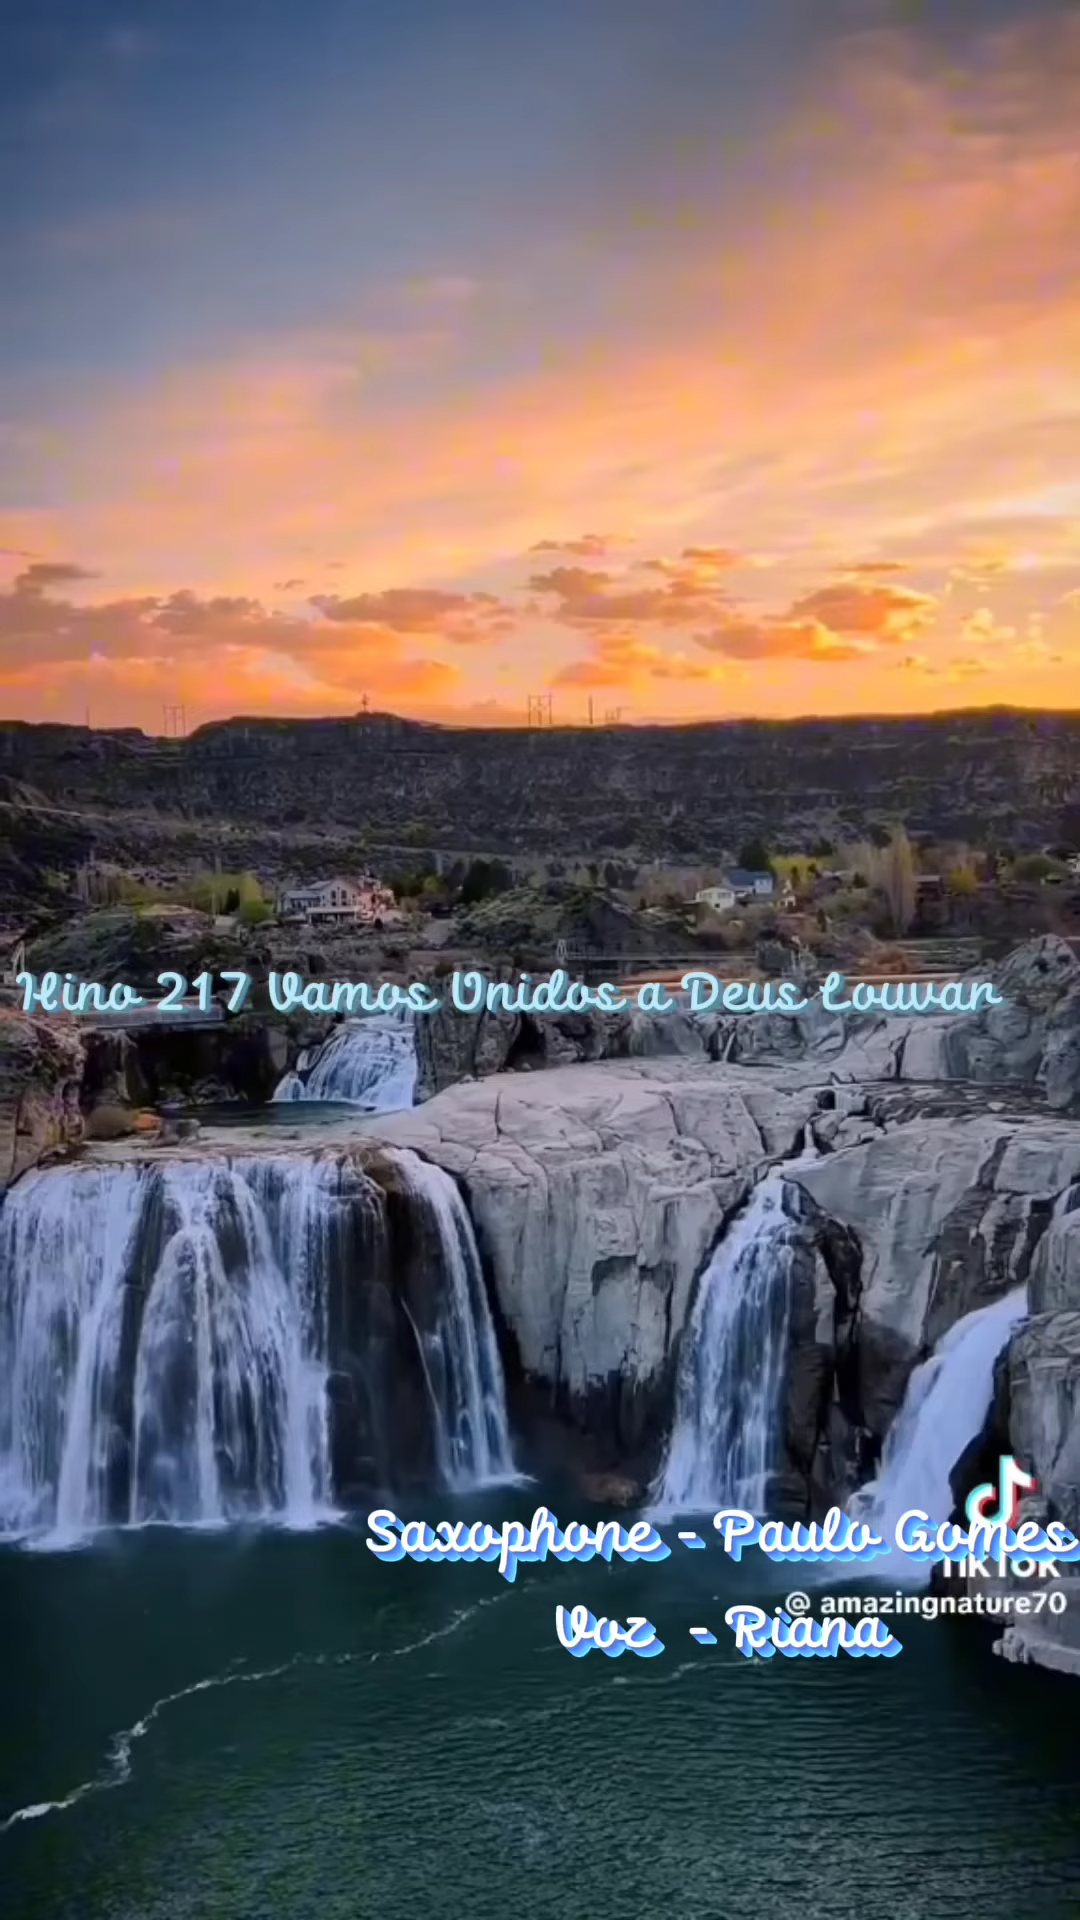 Hino 217 Vamos Unidos a Deus Louvar
Saxophone - Paulo Gomes
TikTok
@ amazingnature70
Voz - Riana